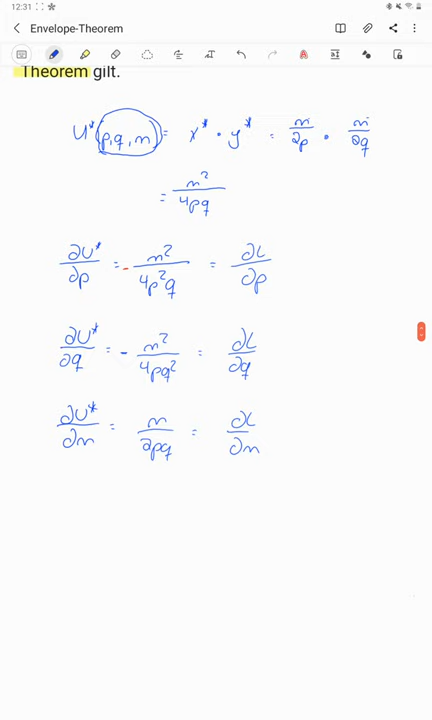 12:31
Envelope-Theorem
Theorem gilt.
U*(p,q,m) = x* · y* = m/2p · m/2q
= m²/4pq
∂U*/∂p = - m²/4p²q = ∂L/∂p
∂U*/∂q = - m²/4pq² = ∂L/∂q
∂U*/∂m = m/2pq = ∂L/∂m